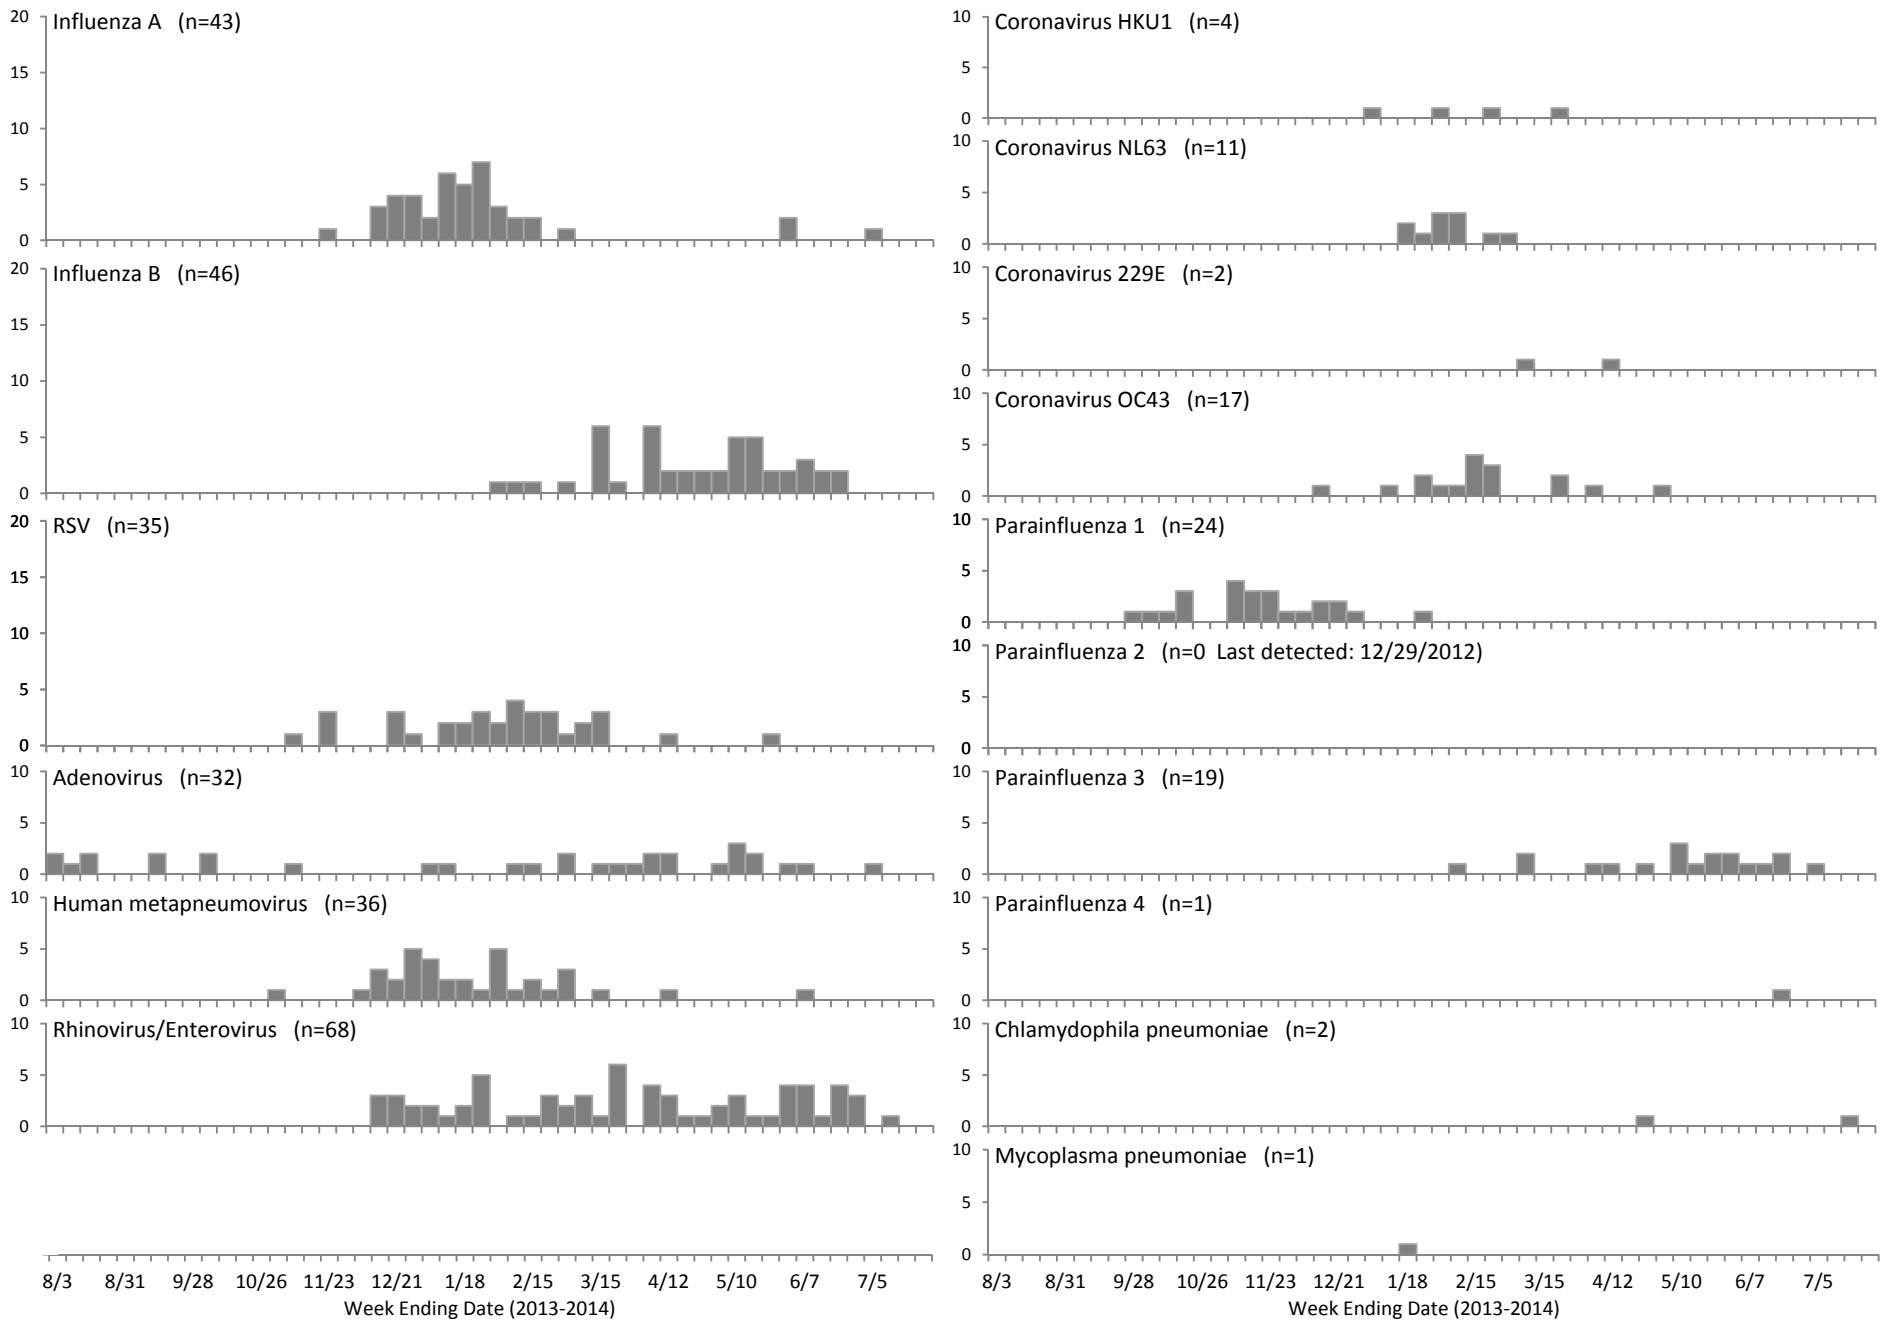 Influenza A (n=43)
20
15
10
5
0
Influenza B (n=46)
20
15
10
5
0
RSV (n=35)
20
15
10
5
0
Adenovirus (n=32)
10
5
0
Human metapneumovirus (n=36)
10
5
0
Rhinovirus/Enterovirus (n=68)
10
5
0
8/3 8/31 9/28 10/26 11/23 12/21 1/18 2/15 3/15 4/12 5/10 6/7 7/5
Week Ending Date (2013-2014)
Coronavirus HKU1 (n=4)
10
5
0
Coronavirus NL63 (n=11)
10
5
0
Coronavirus 229E (n=2)
10
5
0
Coronavirus OC43 (n=17)
10
5
0
Parainfluenza 1 (n=24)
10
5
0
Parainfluenza 2 (n=0 Last detected: 12/29/2012)
10
5
0
Parainfluenza 3 (n=19)
10
5
0
Parainfluenza 4 (n=1)
10
5
0
Chlamydophila pneumoniae (n=2)
10
5
0
Mycoplasma pneumoniae (n=1)
10
5
0
8/3 8/31 9/28 10/26 11/23 12/21 1/18 2/15 3/15 4/12 5/10 6/7 7/5
Week Ending Date (2013-2014)